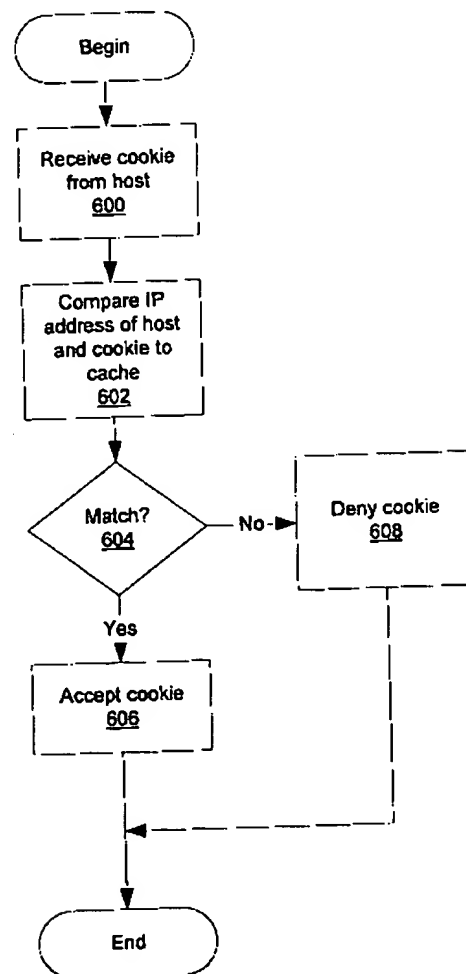 Begin
Receive cookie
from host
600
Compare IP
address of host
and cookie to
cache
602
Match?
604
No
Deny cookie
608
Yes
Accept cookie
606
End